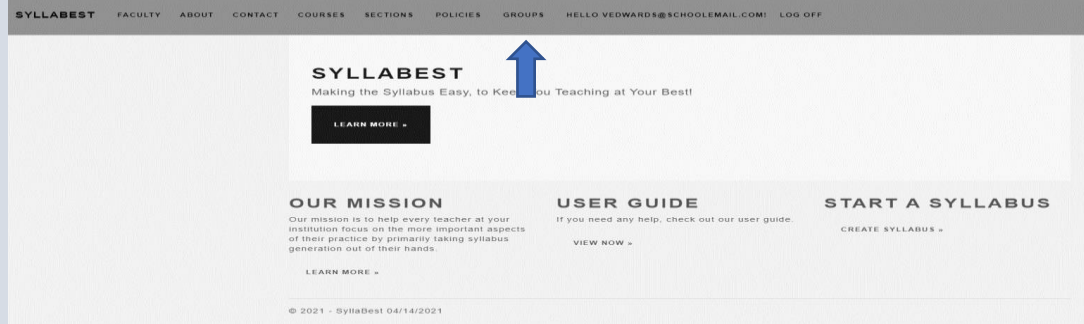 SYLLABEST FACULTY ABOUT CONTACT COURSES SECTIONS POLICIES GROUPS HELLO VEDWARDS@SCHOOLEMAIL.COM! LOG OFF
SYLLABEST
Making the Syllabus Easy, to Kee ou Teaching at Your Best!
LEARN MORE »
OUR MISSION
Our mission is to help every teacher at your
institution focus on the more important aspects
of their practice by primarily taking syllabus
generation out of their hands.
LEARN MORE »
USER GUIDE
If you need any help, check out our user guide.
VIEW NOW »
START A SYLLABUS
CREATE SYLLABUS »
© 2021 - SyllaBest 04/14/2021